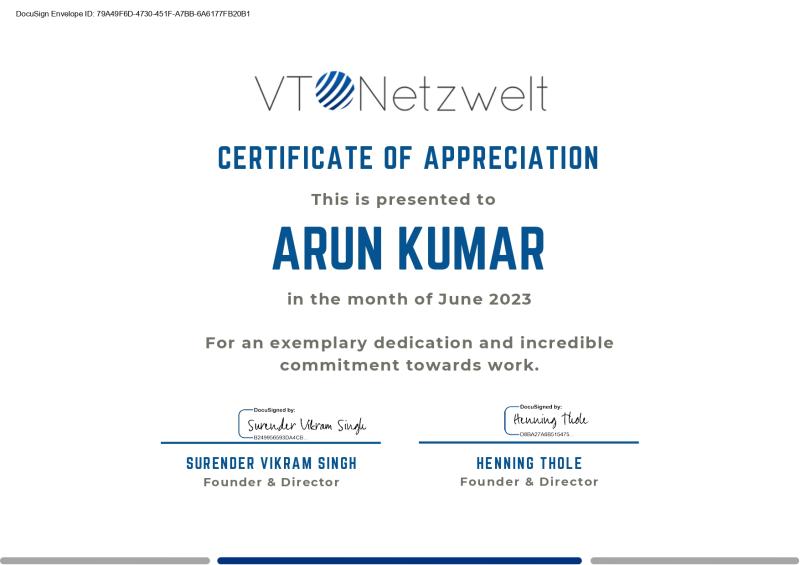 DocuSign Envelope ID: 79A49F6D-4730-451F-A7BB-6A6177FB20B1
VTNetzwelt
CERTIFICATE OF APPRECIATION
This is presented to
ARUN KUMAR
in the month of June 2023
For an exemplary dedication and incredible
commitment towards work.
DocuSigned by:
Surender Vikram Singh
B249956593DA4CB...
SURENDER VIKRAM SINGH
Founder & Director
DocuSigned by:
Henning Thole
D8BA27A6B515475...
HENNING THOLE
Founder & Director